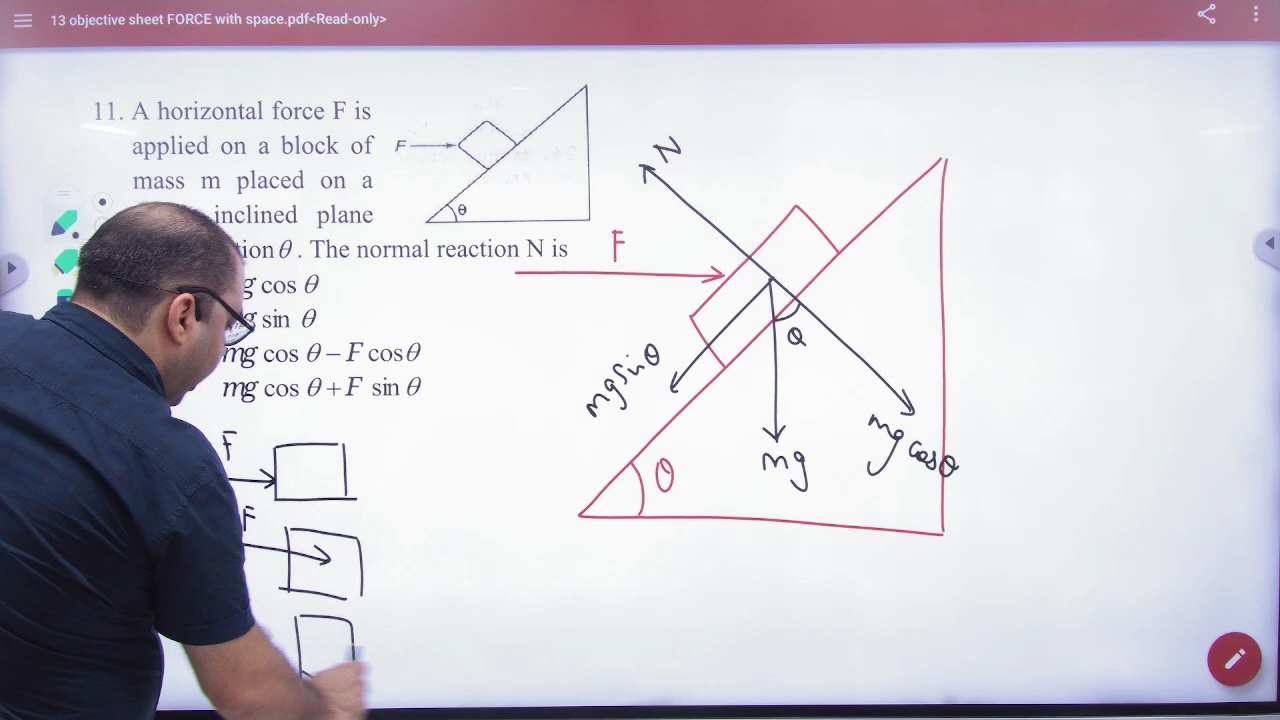 13 objective sheet FORCE with space.pdf<Read-only>
11. A horizontal force F is
applied on a block of
mass m placed on a
inclined plane
θ. The normal reaction N is
cos θ
sin θ
mg cos θ − F cos θ
mg cos θ + F sin θ
F
θ
F
F
N
F
mg sin θ
θ
mg
mg cos θ
θ